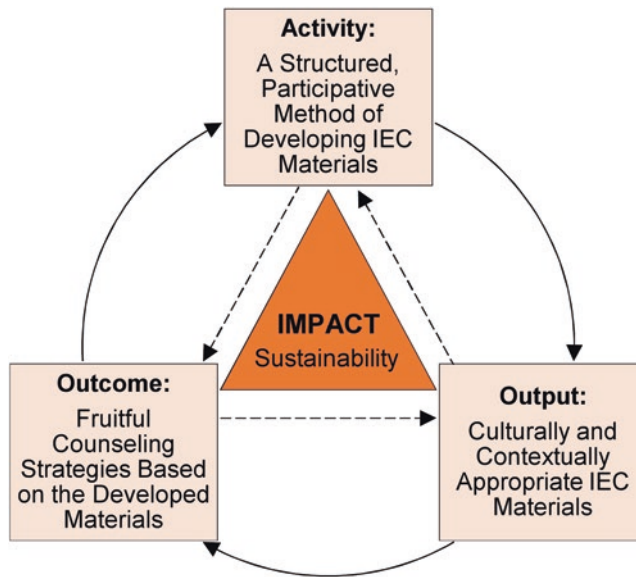 Activity:
A Structured,
Participative
Method of
Developing IEC
Materials
IMPACT
Sustainability
Outcome:
Fruitful
Counseling
Strategies Based
on the Developed
Materials
Output:
Culturally and
Contextually
Appropriate IEC
Materials